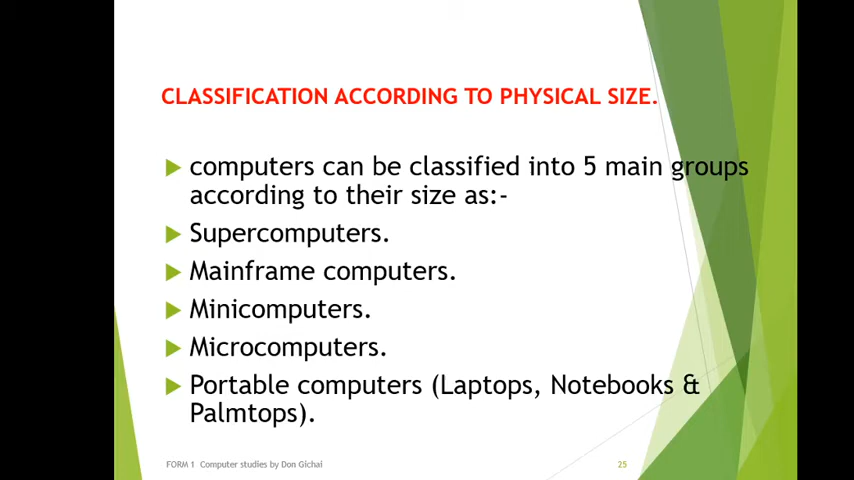 CLASSIFICATION ACCORDING TO PHYSICAL SIZE.
computers can be classified into 5 main groups
according to their size as:-
Supercomputers.
Mainframe computers.
Minicomputers.
Microcomputers.
Portable computers (Laptops, Notebooks &
Palmtops).
FORM 1 Computer studies by Don Gichai
25